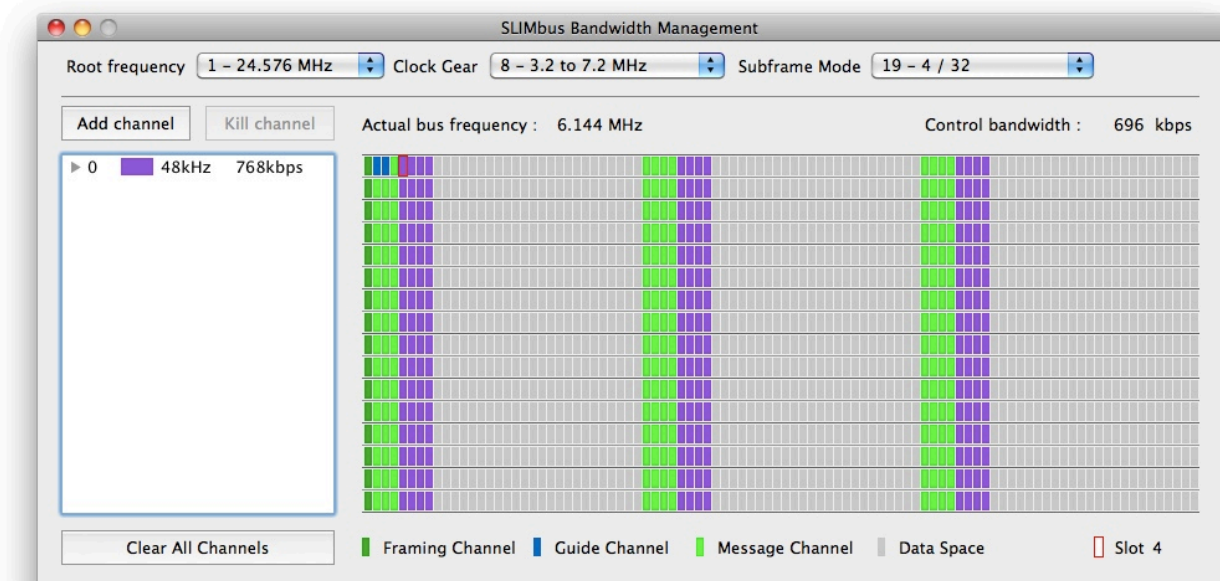 SLIMbus Bandwidth Management
Root frequency 1 – 24.576 MHz Clock Gear 8 – 3.2 to 7.2 MHz Subframe Mode 19 – 4 / 32
Add channel Kill channel Actual bus frequency : 6.144 MHz Control bandwidth : 696 kbps
0 48kHz 768kbps
Clear All Channels Framing Channel Guide Channel Message Channel Data Space Slot 4